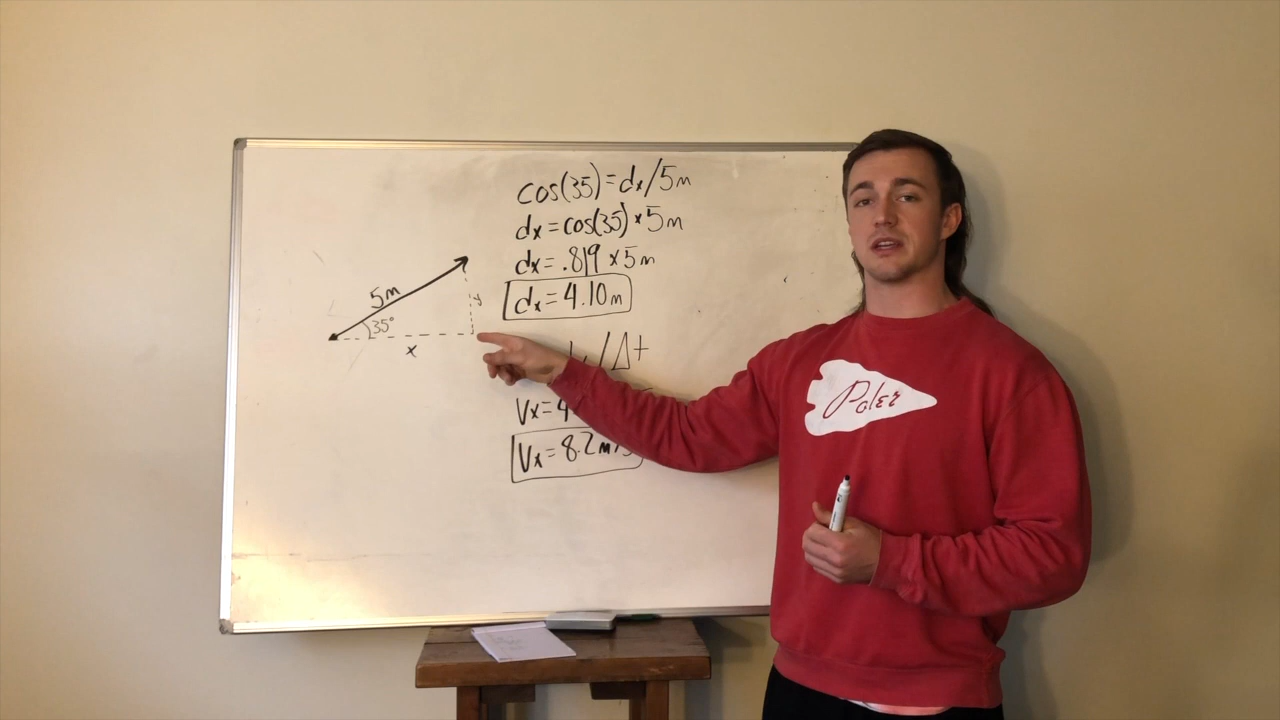 cos(35)=dx/5m
dx=cos(35)×5m
dx=.819×5m
dx=4.10m
/Δt
Vx=4
Vx=8.2m/s
5m
35°
y
x
Poler